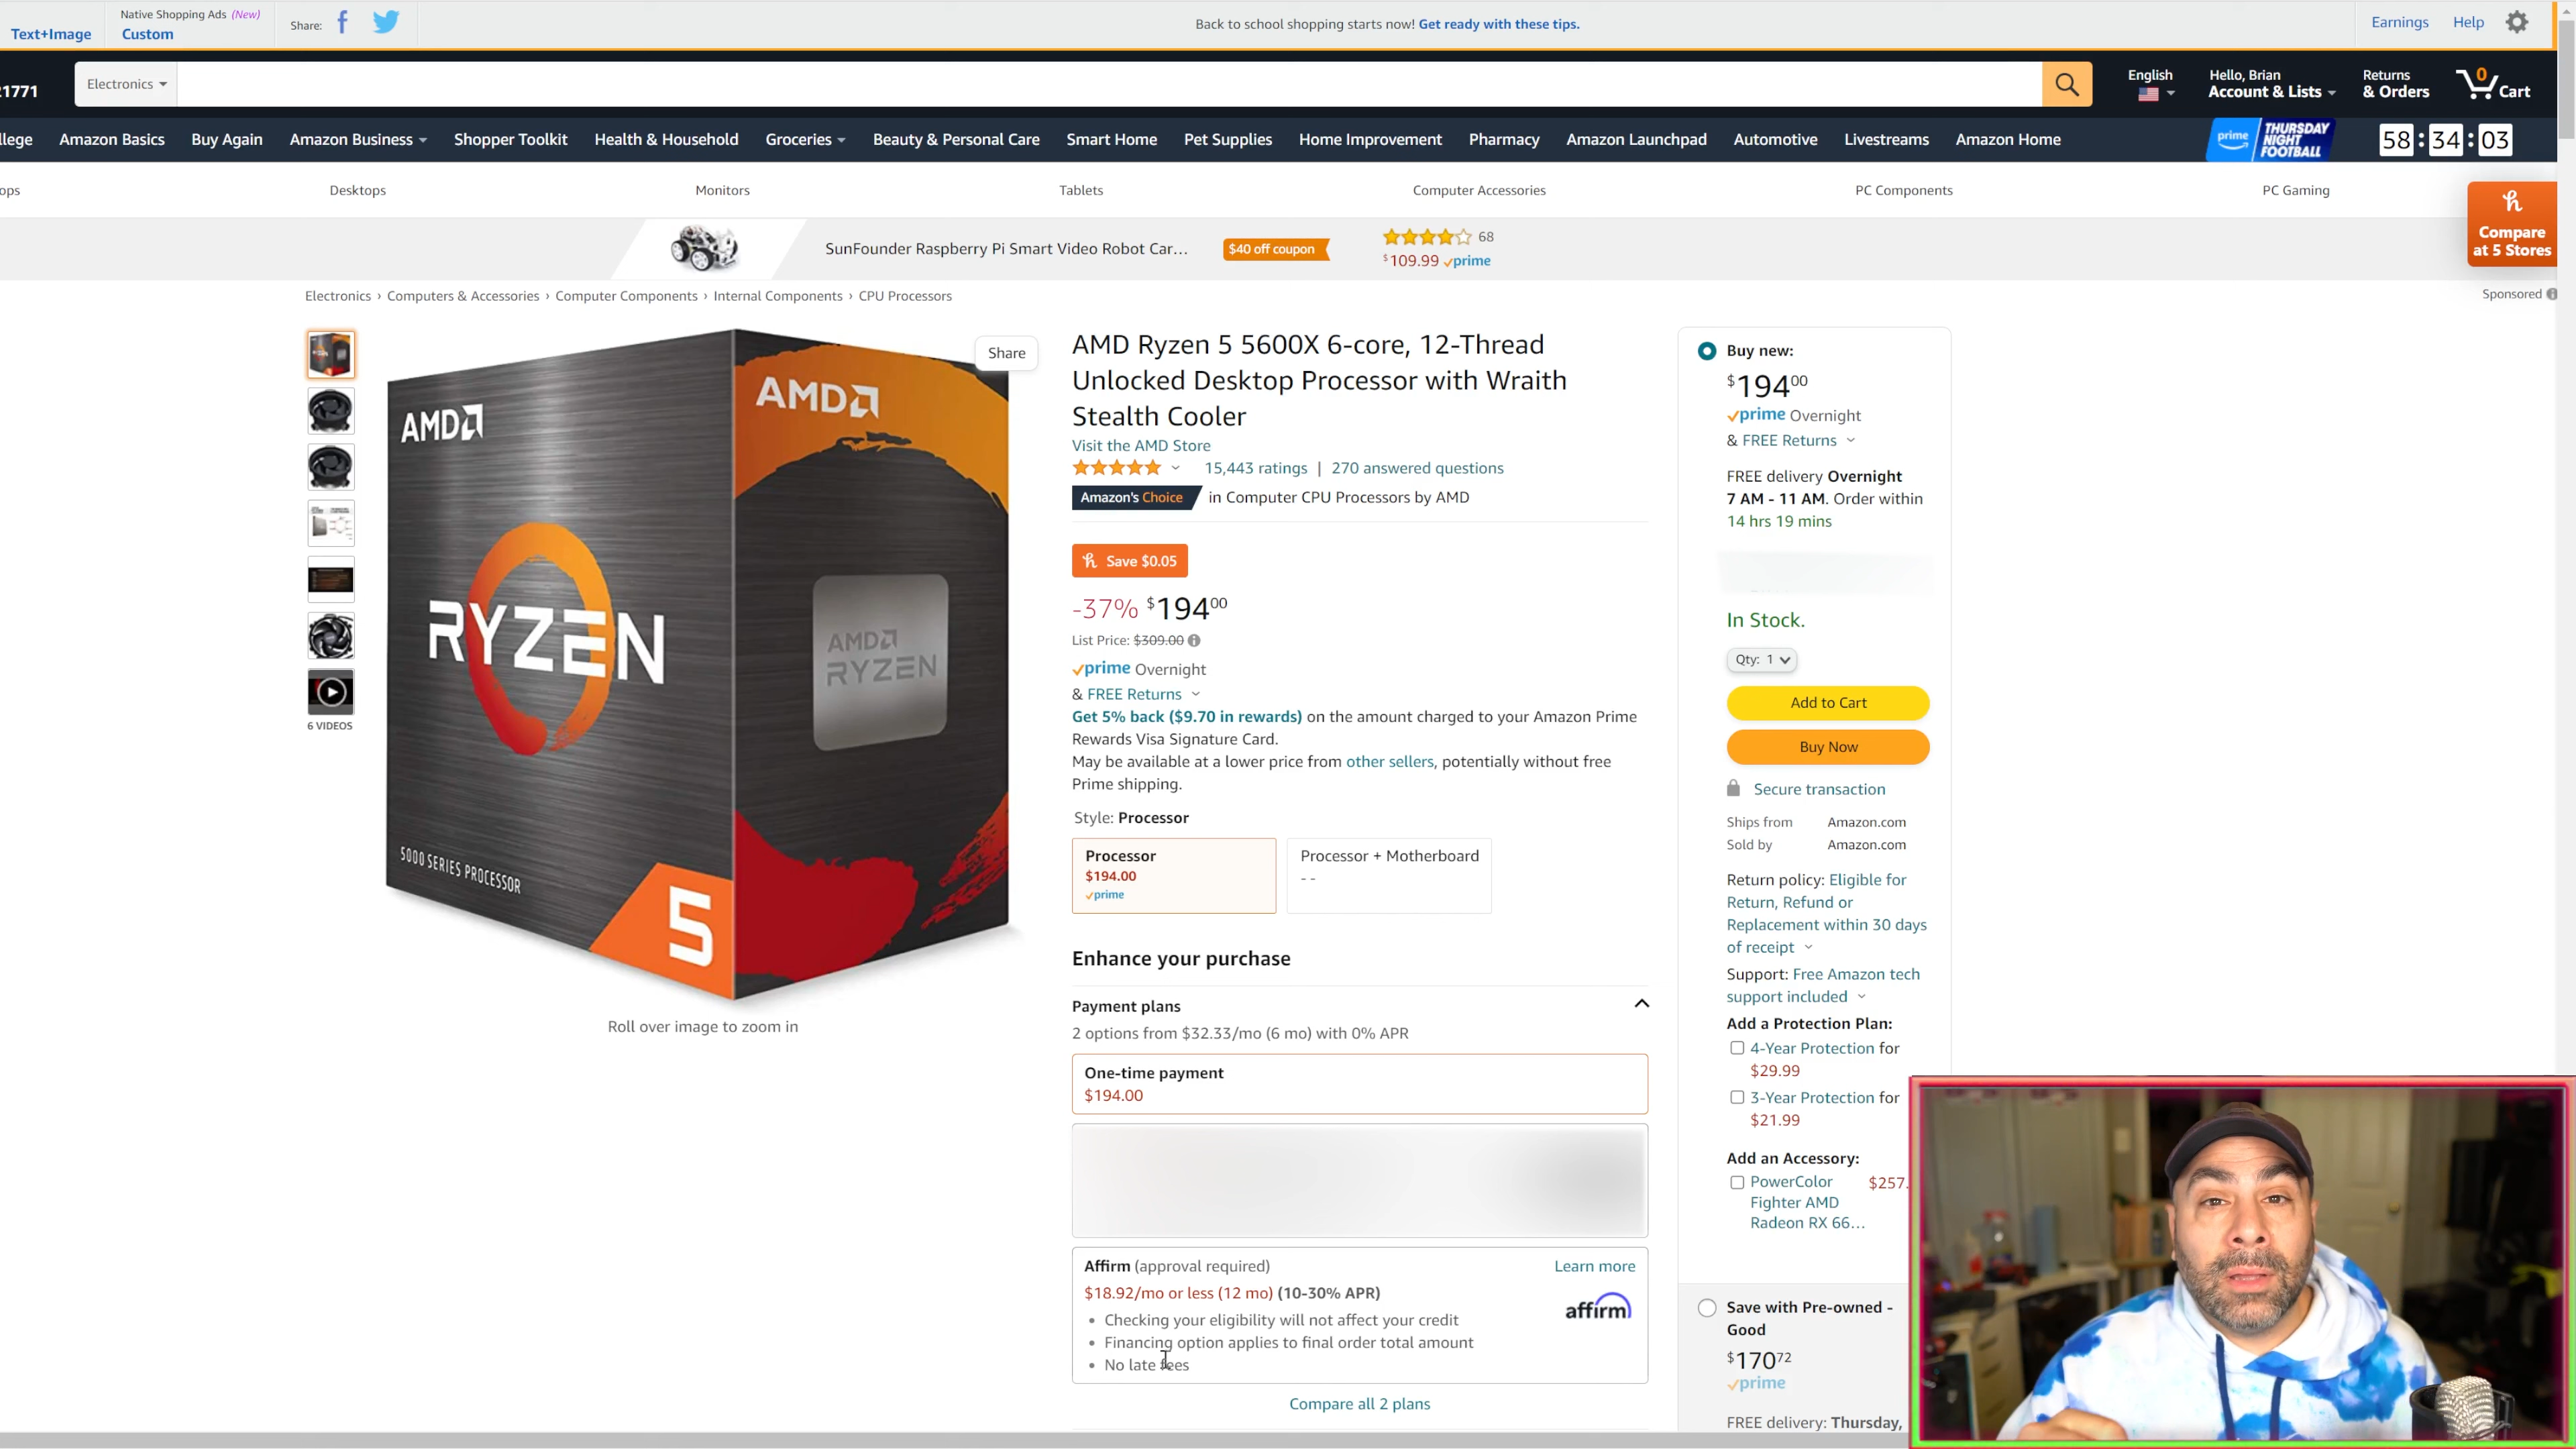 Text+Image
Native Shopping Ads (New)
Custom
Share:
Back to school shopping starts now! Get ready with these tips.
Earnings
Help
21771
Electronics
English
Hello, Brian
Account & Lists
Returns
& Orders
0
Cart
llege
Amazon Basics
Buy Again
Amazon Business
Shopper Toolkit
Health & Household
Groceries
Beauty & Personal Care
Smart Home
Pet Supplies
Home Improvement
Pharmacy
Amazon Launchpad
Automotive
Livestreams
Amazon Home
prime
THURSDAY
NIGHT
FOOTBALL
58:34:03
ops
Desktops
Monitors
Tablets
Computer Accessories
PC Components
PC Gaming
SunFounder Raspberry Pi Smart Video Robot Car...
$40 off coupon
68
$109.99 prime
Compare
at 5 Stores
Sponsored
Electronics › Computers & Accessories › Computer Components › Internal Components › CPU Processors
6 VIDEOS
AMD
RYZEN
5000 SERIES PROCESSOR
5
AMD
AMD
RYZEN
Share
Roll over image to zoom in
AMD Ryzen 5 5600X 6-core, 12-Thread
Unlocked Desktop Processor with Wraith
Stealth Cooler
Visit the AMD Store
15,443 ratings | 270 answered questions
Amazon's Choice in Computer CPU Processors by AMD
Save $0.05
-37% $194 00
List Price: $309.00
prime Overnight
& FREE Returns
Get 5% back ($9.70 in rewards) on the amount charged to your Amazon Prime
Rewards Visa Signature Card.
May be available at a lower price from other sellers, potentially without free
Prime shipping.
Style: Processor
Processor
$194.00
prime
Processor + Motherboard
- -
Enhance your purchase
Payment plans
2 options from $32.33/mo (6 mo) with 0% APR
One-time payment
$194.00
Affirm (approval required)
Learn more
$18.92/mo or less (12 mo) (10-30% APR)
affirm
• Checking your eligibility will not affect your credit
• Financing option applies to final order total amount
• No late fees
Compare all 2 plans
Buy new:
$194 00
prime Overnight
& FREE Returns
FREE delivery Overnight
7 AM - 11 AM. Order within
14 hrs 19 mins
In Stock.
Qty: 1
Add to Cart
Buy Now
Secure transaction
Ships from Amazon.com
Sold by Amazon.com
Return policy: Eligible for
Return, Refund or
Replacement within 30 days
of receipt
Support: Free Amazon tech
support included
Add a Protection Plan:
4-Year Protection for
$29.99
3-Year Protection for
$21.99
Add an Accessory:
PowerColor $257.
Fighter AMD
Radeon RX 66...
Save with Pre-owned -
Good
$170 72
prime
FREE delivery: Thursday,